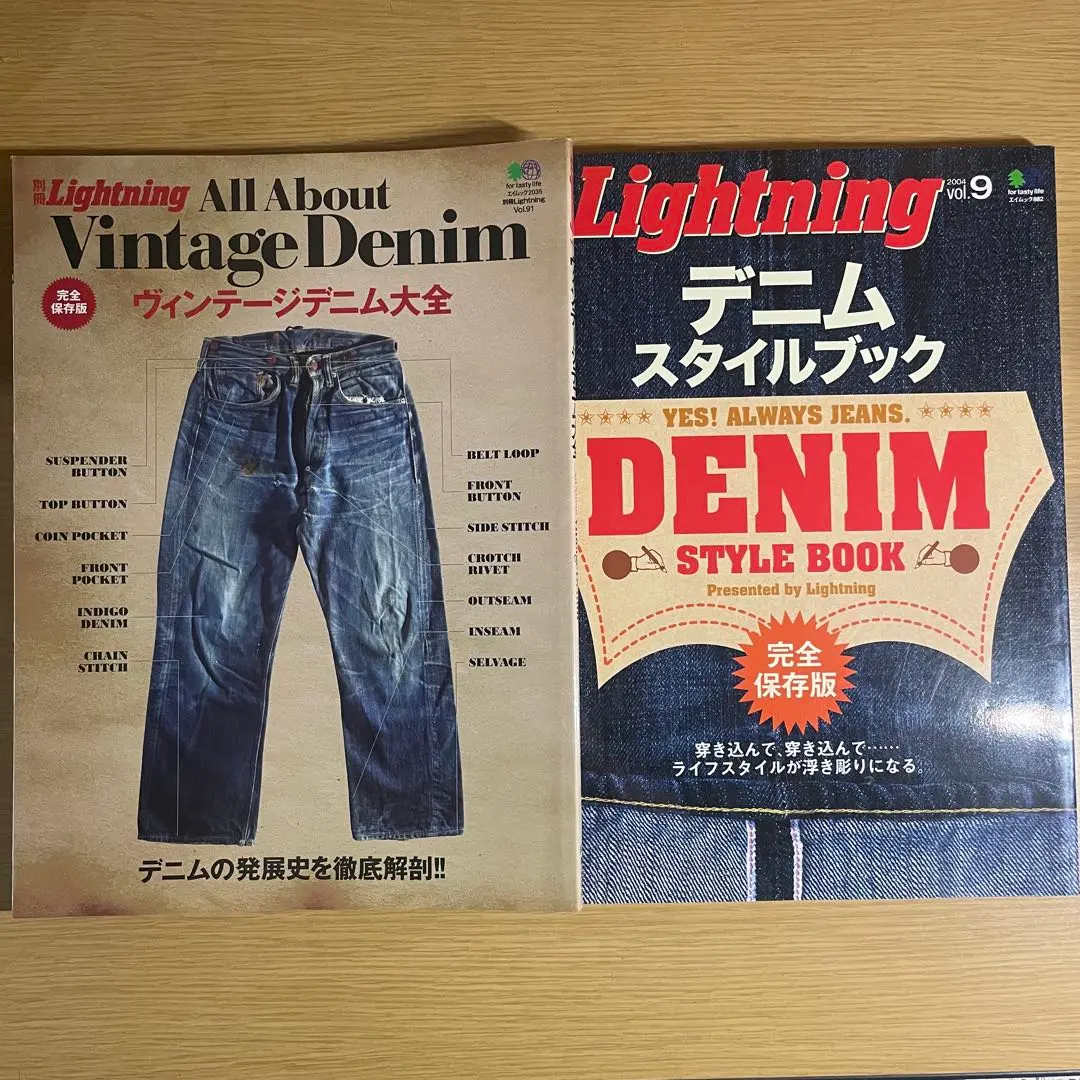 別冊
Lightning
All About
Vintage Denim
for tasty life
エイムック2035
別冊Lightning
Vol.91
完全
保存版
ヴィンテージデニム大全
SUSPENDER
BUTTON
TOP BUTTON
COIN POCKET
FRONT
POCKET
INDIGO
DENIM
CHAIN
STITCH
BELT LOOP
FRONT
BUTTON
SIDE STITCH
CROTCH
RIVET
OUTSEAM
INSEAM
SELVAGE
デニムの発展史を徹底解剖!!
Lightning
2004
vol.9
for tasty life
エイムック882
デニム
スタイルブック
YES! ALWAYS JEANS.
DENIM
STYLE BOOK
Presented by Lightning
完全
保存版
穿き込んで、穿き込んで……
ライフスタイルが浮き彫りになる。